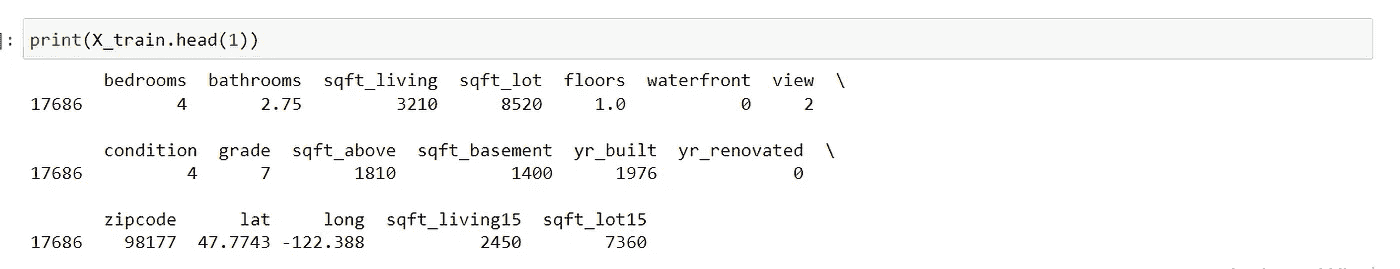 ]: print(X_train.head(1))
bedrooms bathrooms sqft_living sqft_lot floors waterfront view \
17686 4 2.75 3210 8520 1.0 0 2
condition grade sqft_above sqft_basement yr_built yr_renovated \
17686 4 7 1810 1400 1976 0
zipcode lat long sqft_living15 sqft_lot15
17686 98177 47.7743 -122.388 2450 7360